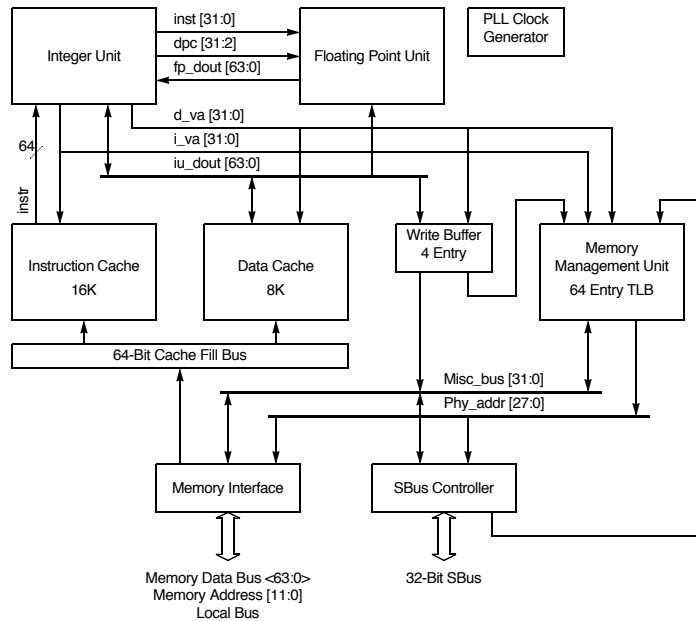 inst [31:0]
PLL Clock
Generator
dpc [31:2]
Integer Unit
Floating Point Unit
fp_dout [63:0]
d_va [31:0]
i_va [31:0]
64
iu_dout [63:0]
instr
Instruction Cache
16K
Data Cache
8K
Write Buffer
4 Entry
Memory
Management Unit
64 Entry TLB
64-Bit Cache Fill Bus
Misc_bus [31:0]
Phy_addr [27:0]
Memory Interface
SBus Controller
Memory Data Bus <63:0>
Memory Address [11:0]
Local Bus
32-Bit SBus